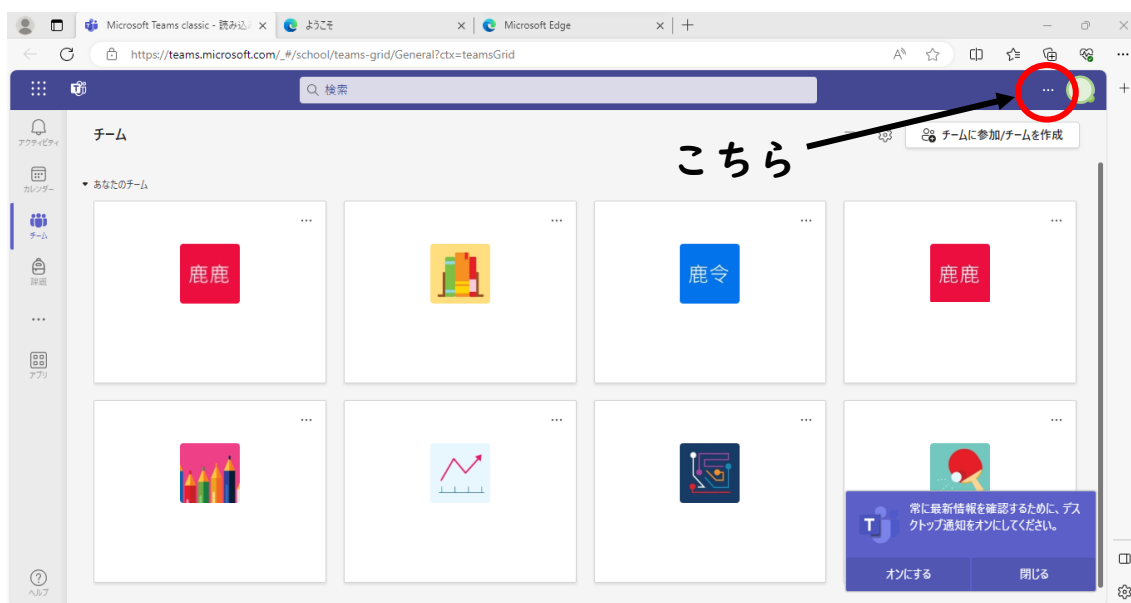 Microsoft Teams classic - 読み込
ようこそ
Microsoft Edge
https://teams.microsoft.com/_#/school/teams-grid/General?ctx=teamsGrid
検索
アクティビティ
チーム
チームに参加/チームを作成
こちら
カレンダー
あなたのチーム
チーム
鹿鹿
鹿令
鹿鹿
課題
アプリ
常に最新情報を確認するために、デス
クトップ通知をオンにしてください。
オンにする
閉じる
ヘルプ